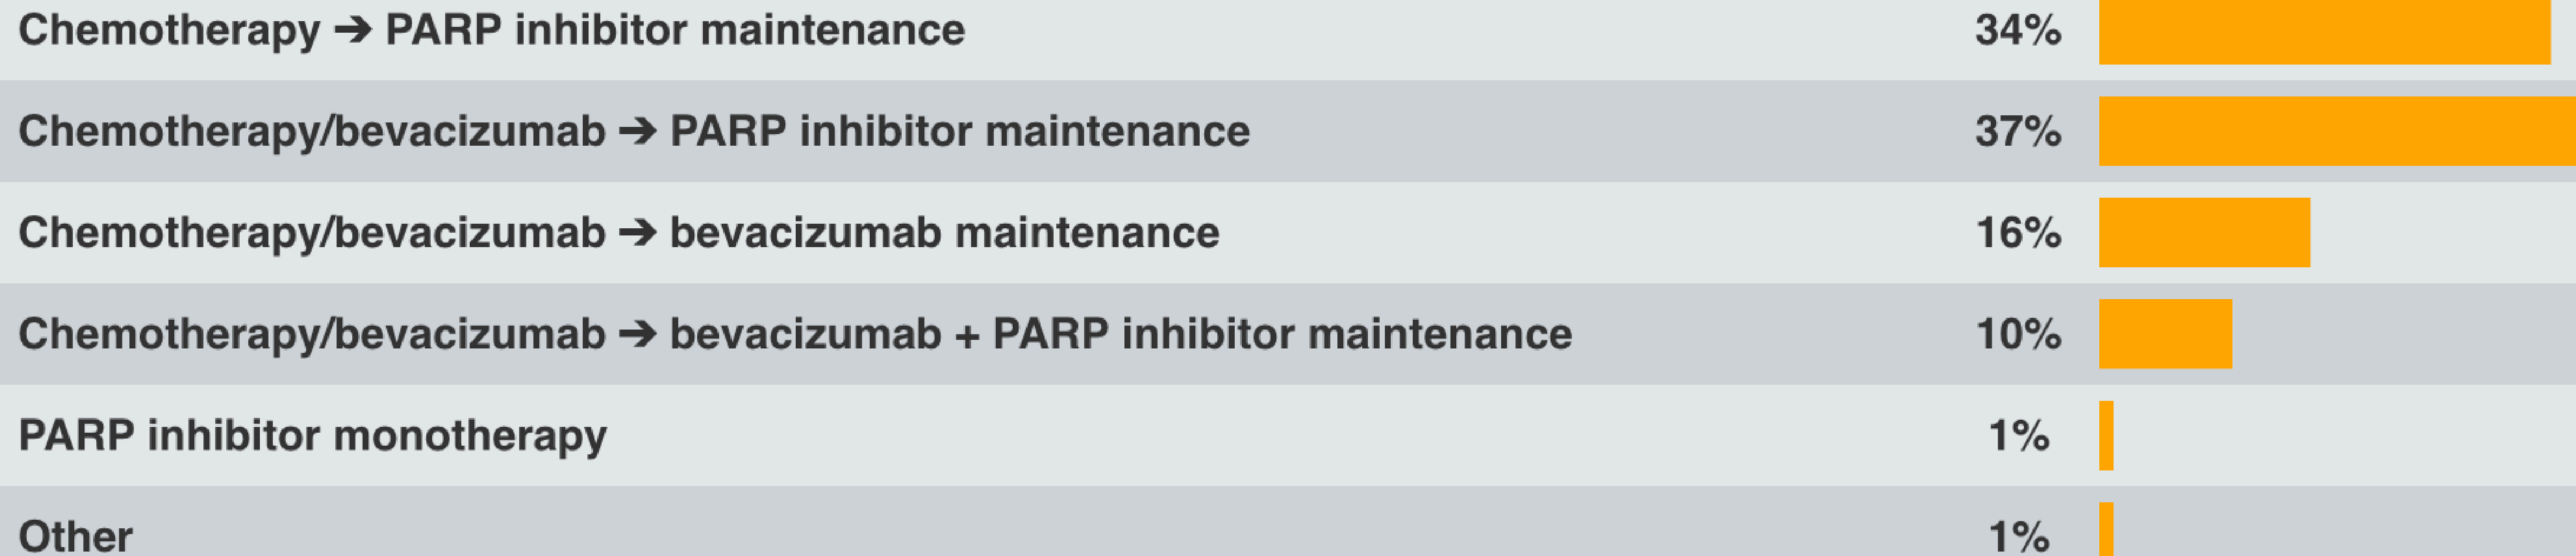 Chemotherapy ➔ PARP inhibitor maintenance 34%
Chemotherapy/bevacizumab ➔ PARP inhibitor maintenance 37%
Chemotherapy/bevacizumab ➔ bevacizumab maintenance 16%
Chemotherapy/bevacizumab ➔ bevacizumab + PARP inhibitor maintenance 10%
PARP inhibitor monotherapy 1%
Other 1%